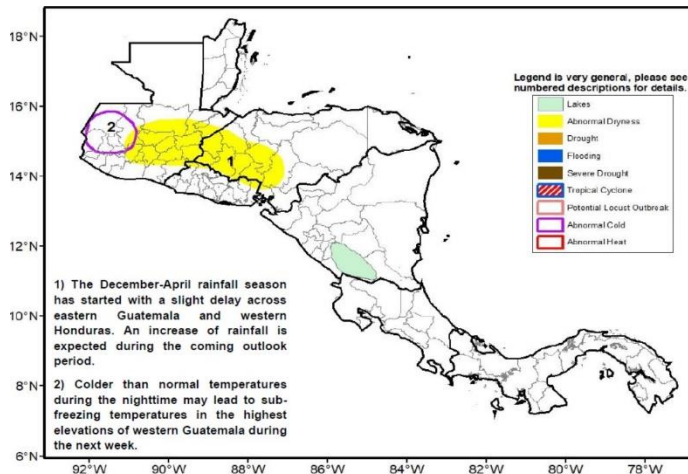 Legend is very general, please see
numbered descriptions for details.
Lakes
Abnormal Dryness
Drought
Flooding
Severe Drought
Tropical Cyclone
Potential Locust Outbreak
Abnormal Cold
Abnormal Heat
18°N
16°N
14°N
12°N
10°N
8°N
6°N
2
1
1) The December-April rainfall season
has started with a slight delay across
eastern Guatemala and western
Honduras. An increase of rainfall is
expected during the coming outlook
period.
2) Colder than normal temperatures
during the nighttime may lead to sub-
freezing temperatures in the highest
elevations of western Guatemala during
the next week.
92°W 90°W 88°W 86°W 84°W 82°W 80°W 78°W